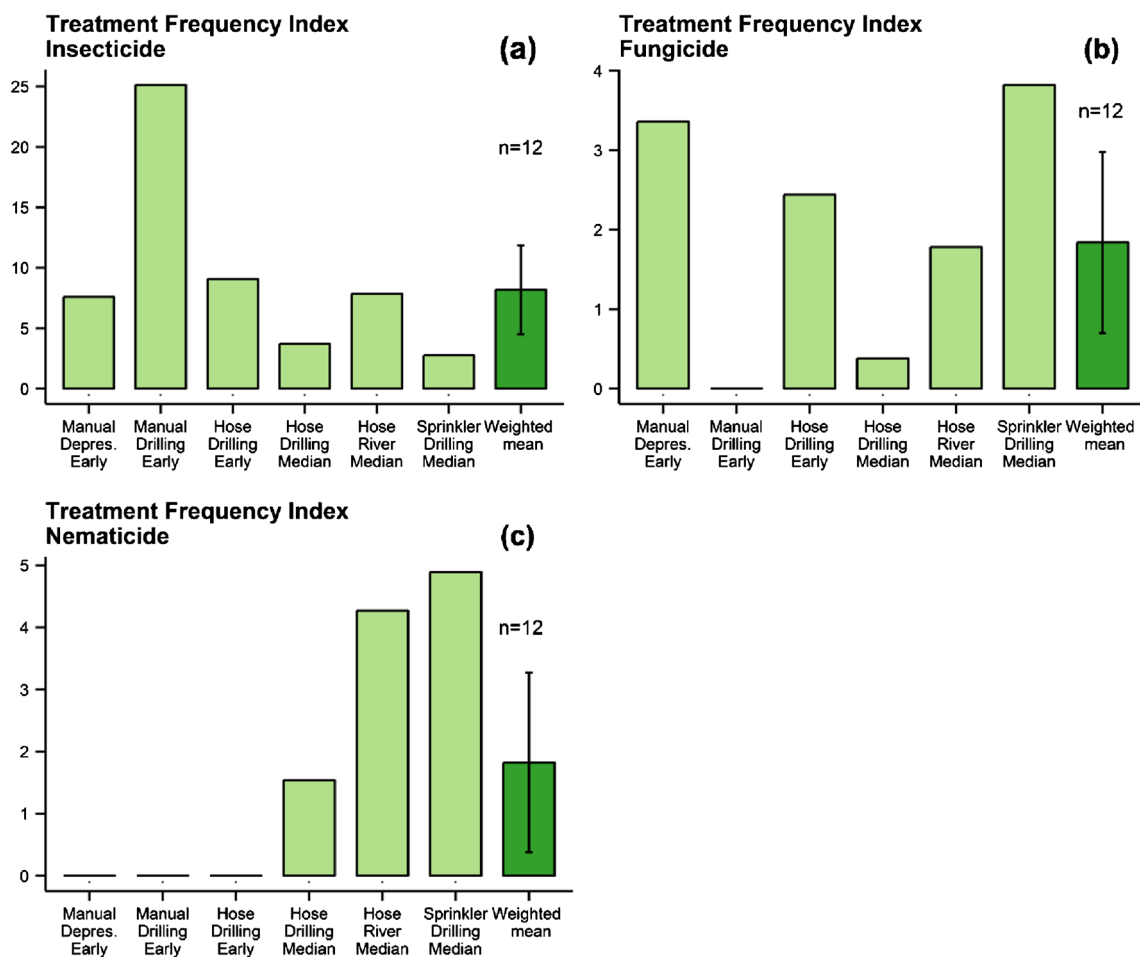 Treatment Frequency Index
Insecticide
(a)
25
20
15
10
5
0
n=12
Manual Depres. Early
Manual Drilling Early
Hose Drilling Early
Hose Drilling Median
Hose River Median
Sprinkler Drilling Median
Weighted mean
Treatment Frequency Index
Fungicide
(b)
4
3
2
1
0
n=12
Manual Depres. Early
Manual Drilling Early
Hose Drilling Early
Hose Drilling Median
Hose River Median
Sprinkler Drilling Median
Weighted mean
Treatment Frequency Index
Nematicide
(c)
5
4
3
2
1
0
n=12
Manual Depres. Early
Manual Drilling Early
Hose Drilling Early
Hose Drilling Median
Hose River Median
Sprinkler Drilling Median
Weighted mean